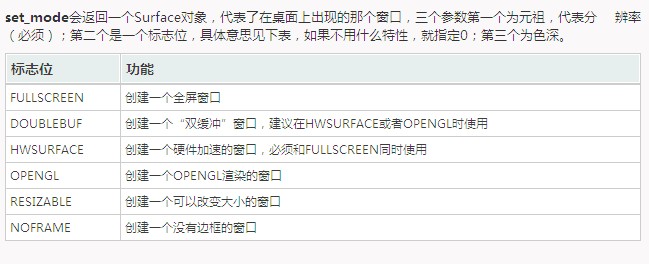 set_mode会返回一个Surface对象，代表了在桌面上出现的那个窗口，三个参数第一个为元祖，代表分 辨率
（必须）；第二个是一个标志位，具体意思见下表，如果不用什么特性，就指定0；第三个为色深。
标志位 功能
FULLSCREEN 创建一个全屏窗口
DOUBLEBUF 创建一个“双缓冲”窗口，建议在HWSURFACE或者OPENGL时使用
HWSURFACE 创建一个硬件加速的窗口，必须和FULLSCREEN同时使用
OPENGL 创建一个OPENGL渲染的窗口
RESIZABLE 创建一个可以改变大小的窗口
NOFRAME 创建一个没有边框的窗口